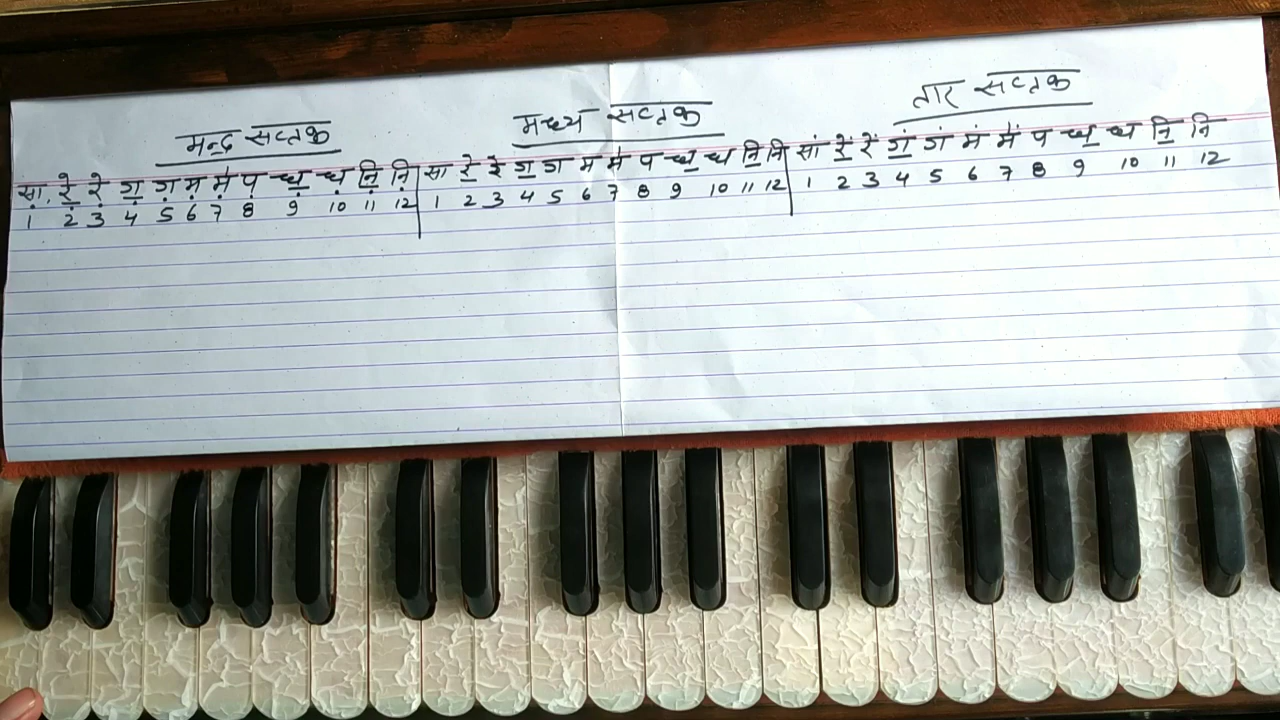 मन्द्र सप्तक
मध्य सप्तक
तार सप्तक
सा़ रे़॒ रे़ ग़॒ ग़ म़ म़॑ प़ ध़॒ ध़ नि़॒ नि़ | सा रे॒ रे ग॒ ग म म॑ प ध॒ ध नि॒ नि | सां रें॒ रें गं॒ गं मं मं॑ प ध॒ ध नि॒ नि
1 2 3 4 5 6 7 8 9 10 11 12 | 1 2 3 4 5 6 7 8 9 10 11 12 | 1 2 3 4 5 6 7 8 9 10 11 12